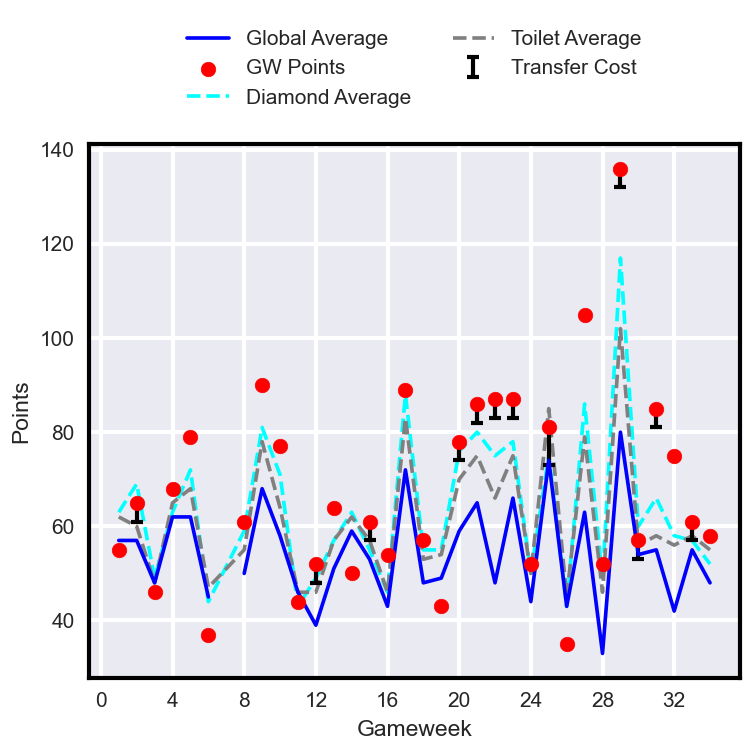 Global Average
GW Points
Diamond Average
Toilet Average
Transfer Cost
140
120
100
80
60
40
Points
0 4 8 12 16 20 24 28 32
Gameweek